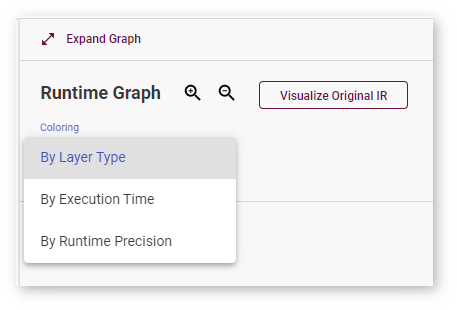 Expand Graph
Runtime Graph
Visualize Original IR
Coloring
By Layer Type
By Execution Time
By Runtime Precision